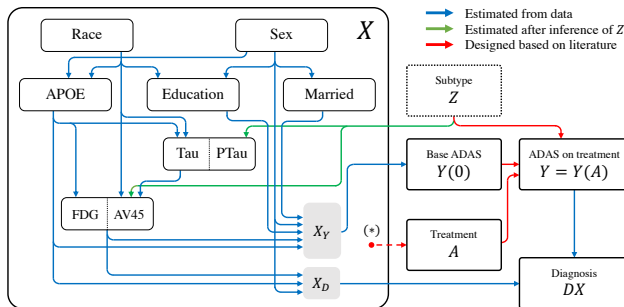 Race
Sex
X
Estimated from data
Estimated after inference of Z
Designed based on literature
APOE
Education
Married
Subtype
Z
Tau
PTau
Base ADAS
Y(0)
ADAS on treatment
Y = Y(A)
FDG
AV45
X_Y
(*)
Treatment
A
X_D
Diagnosis
DX